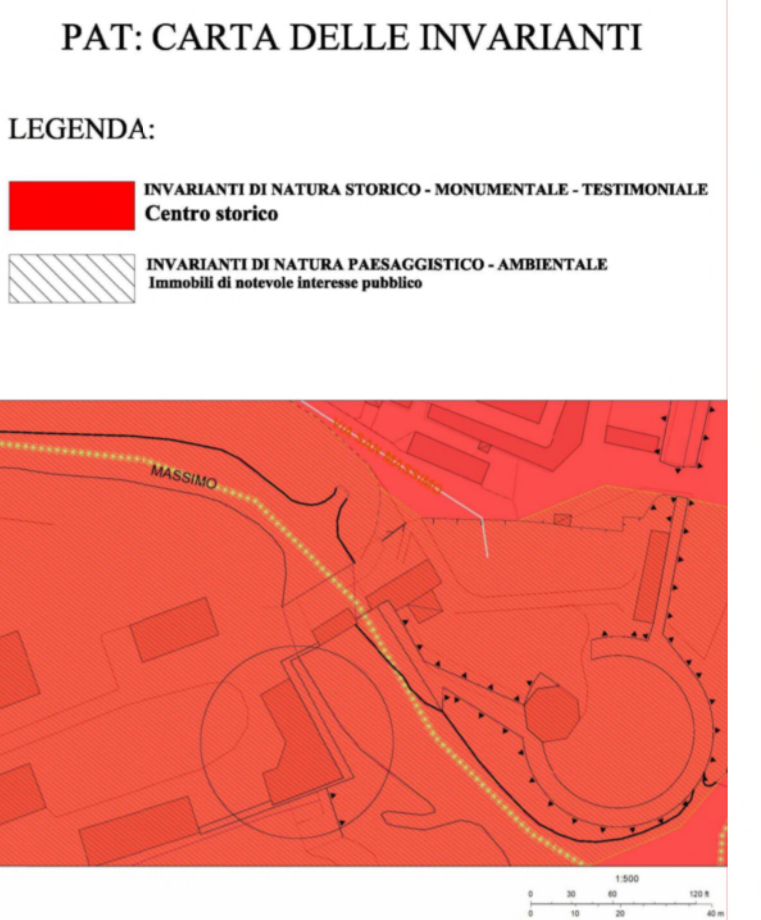 PAT: CARTA DELLE INVARIANTI
LEGENDA:
INVARIANTI DI NATURA STORICO - MONUMENTALE - TESTIMONIALE
Centro storico
INVARIANTI DI NATURA PAESAGGISTICO - AMBIENTALE
Immobili di notevole interesse pubblico
MASSIMO
1:500
0 30 60 120 ft
0 10 20 40 m